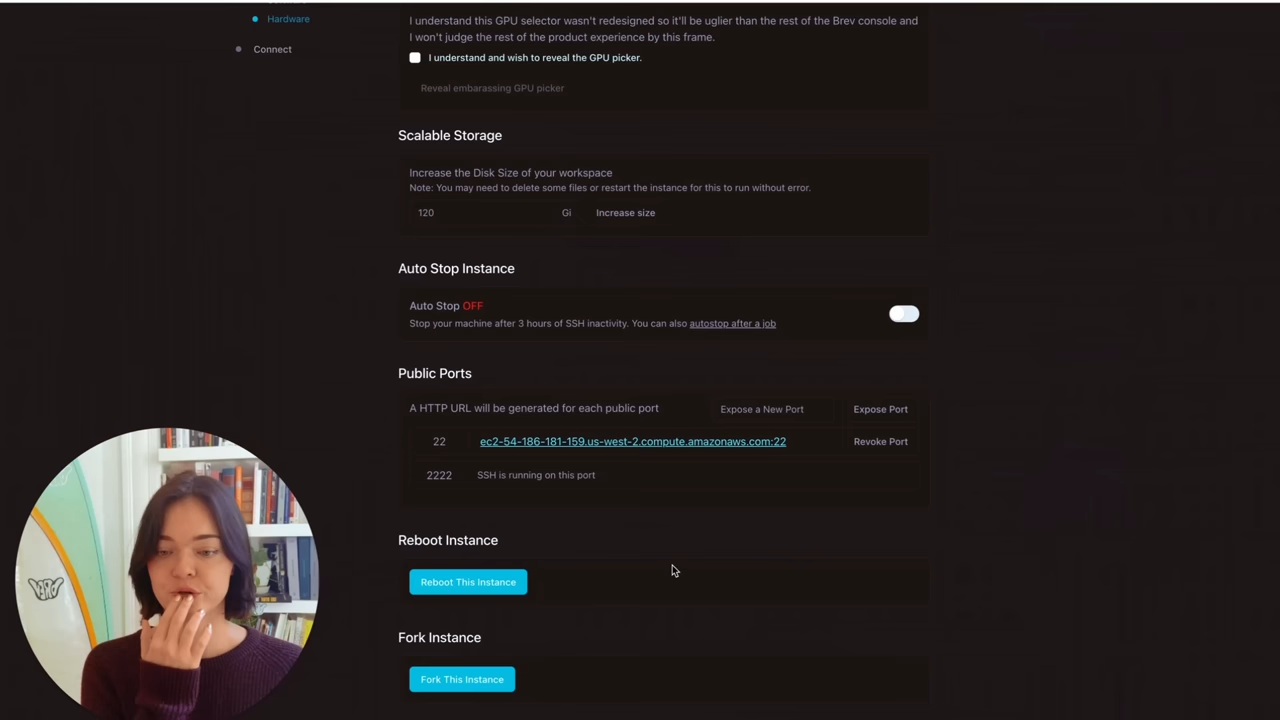 Hardware
Connect
I understand this GPU selector wasn't redesigned so it'll be uglier than the rest of the Brev console and
I won't judge the rest of the product experience by this frame.
I understand and wish to reveal the GPU picker.
Reveal embarassing GPU picker
Scalable Storage
Increase the Disk Size of your workspace
Note: You may need to delete some files or restart the instance for this to run without error.
120 Gi Increase size
Auto Stop Instance
Auto Stop OFF
Stop your machine after 3 hours of SSH inactivity. You can also autostop after a job
Public Ports
A HTTP URL will be generated for each public port Expose a New Port Expose Port
22 ec2-54-186-181-159.us-west-2.compute.amazonaws.com:22 Revoke Port
2222 SSH is running on this port
Reboot Instance
Reboot This Instance
Fork Instance
Fork This Instance